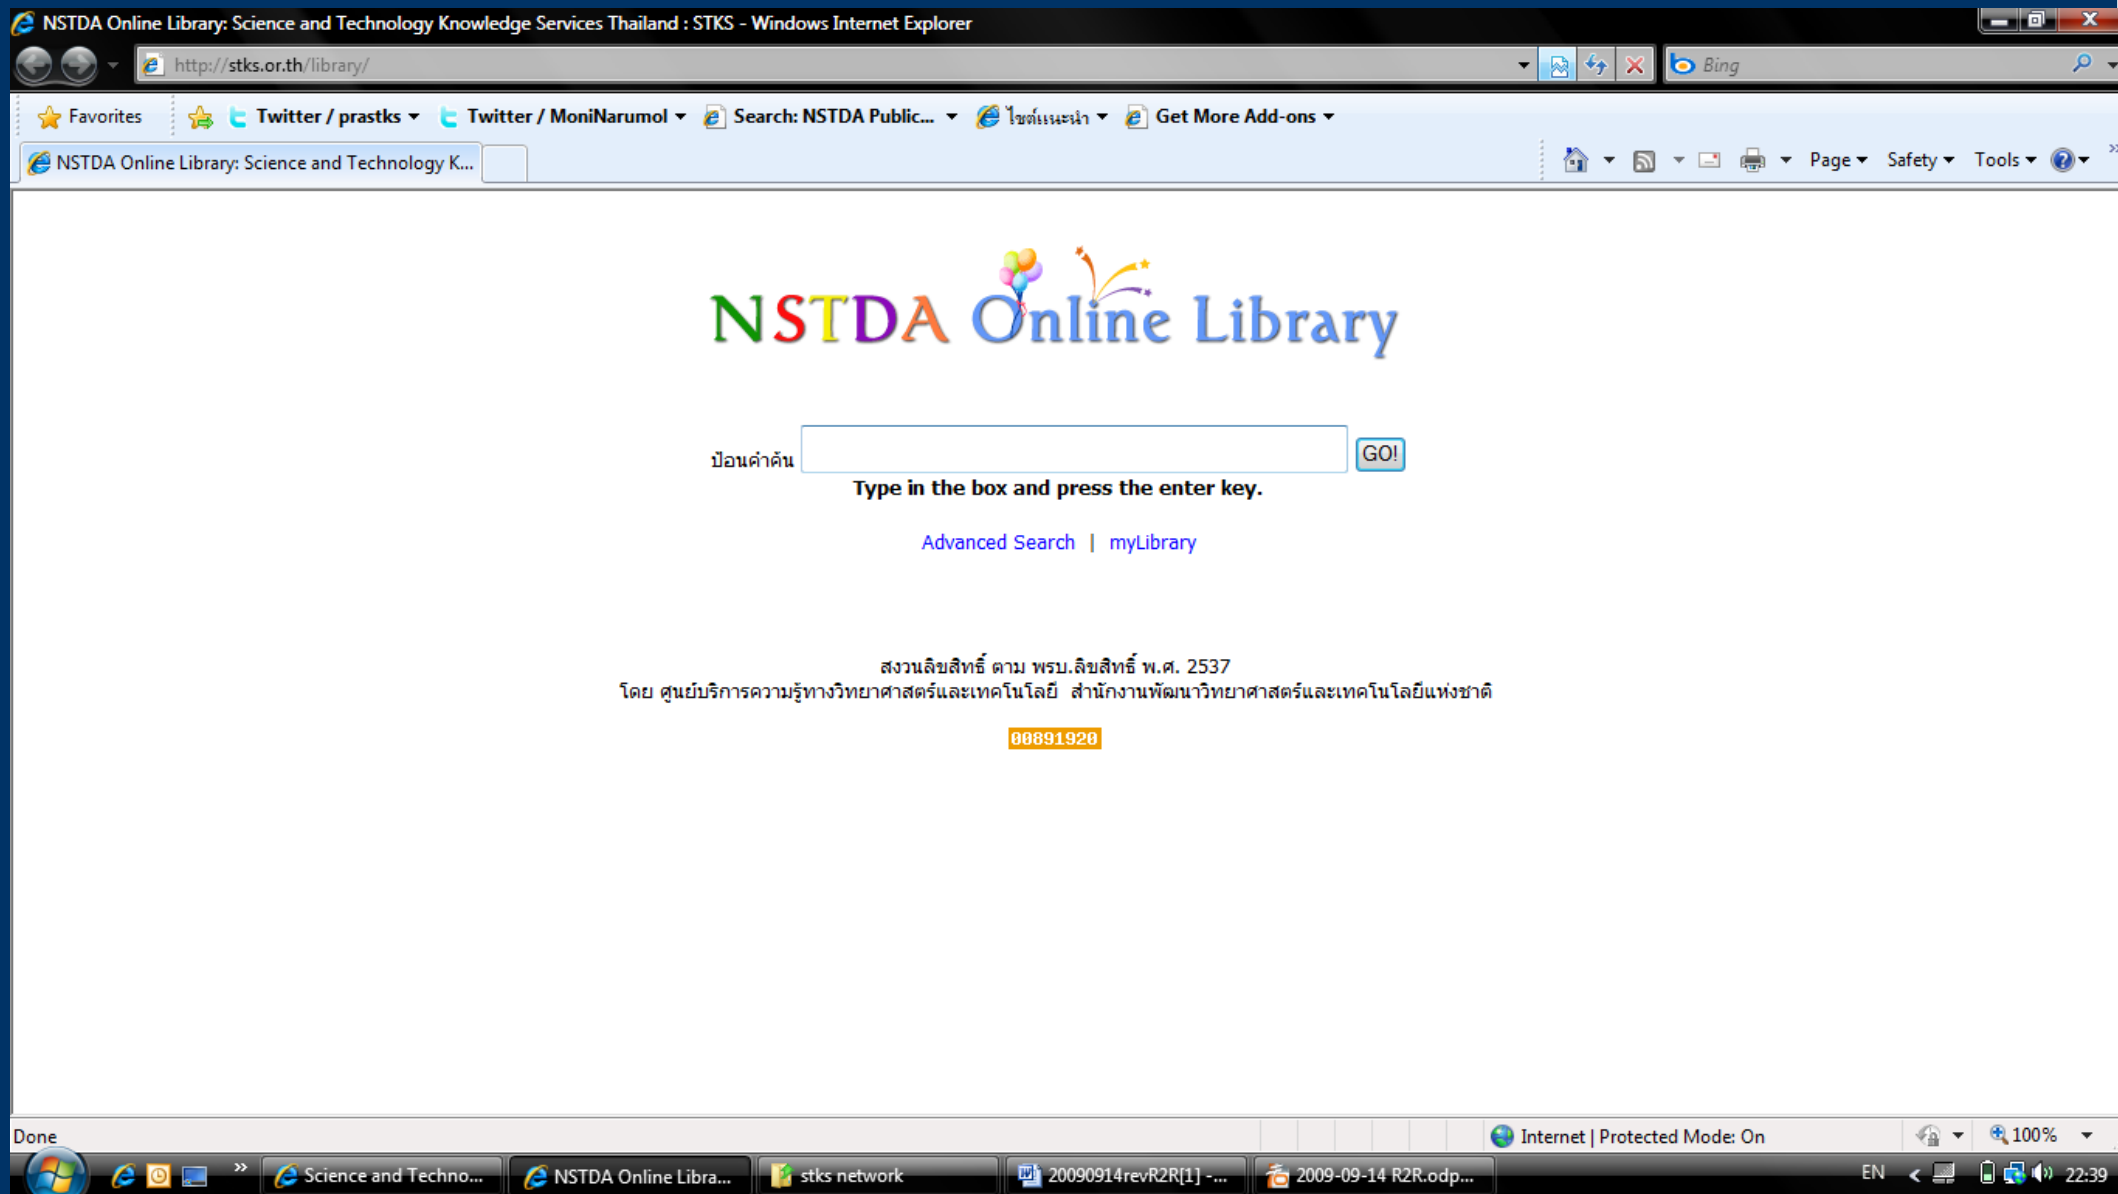 NSTDA Online Library: Science and Technology Knowledge Services Thailand : STKS - Windows Internet Explorer
http://stks.or.th/library/
Bing
Favorites
Twitter / prastks
Twitter / MoniNarumol
Search: NSTDA Public...
ไซต์แนะนำ
Get More Add-ons
NSTDA Online Library: Science and Technology K...
Page
Safety
Tools
NSTDA Online Library
ป้อนคำค้น
GO!
Type in the box and press the enter key.
Advanced Search | myLibrary
สงวนลิขสิทธิ์ ตาม พรบ.ลิขสิทธิ์ พ.ศ. 2537
โดย ศูนย์บริการความรู้ทางวิทยาศาสตร์และเทคโนโลยี สำนักงานพัฒนาวิทยาศาสตร์และเทคโนโลยีแห่งชาติ
00891920
Done
Internet | Protected Mode: On
100%
Science and Techno...
NSTDA Online Libra...
stks network
20090914revR2R[1] -...
2009-09-14 R2R.odp...
EN
22:39